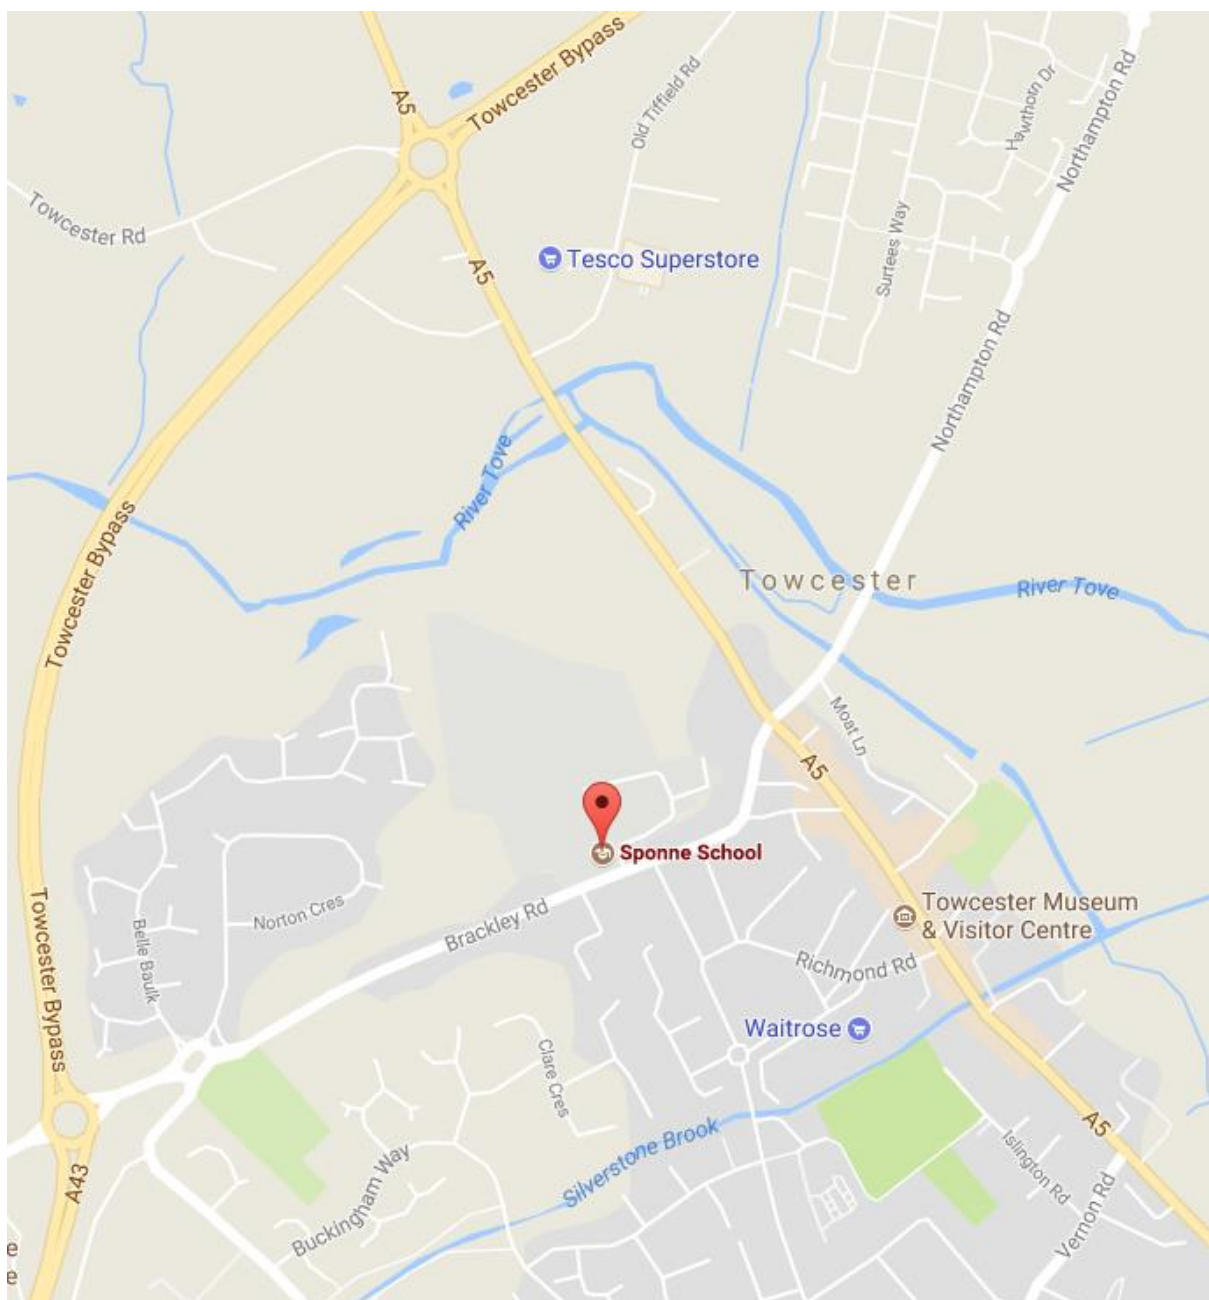 Towcester Bypass
A5
Old Tiffield Rd
Hawthorn Dr
Northampton Rd
Towcester Rd
A5
Tesco Superstore
Surtees Way
Northampton Rd
River Tove
Towcester Bypass
Towcester
River Tove
Moat Ln
A5
Sponne School
Towcester Bypass
Belle Baulk
Norton Cres
Brackley Rd
Towcester Museum
& Visitor Centre
Richmond Rd
Waitrose
Clare Cres
Silverstone Brook
A5
A43
Buckingham Way
Islington Rd
Vernon Rd
e
e